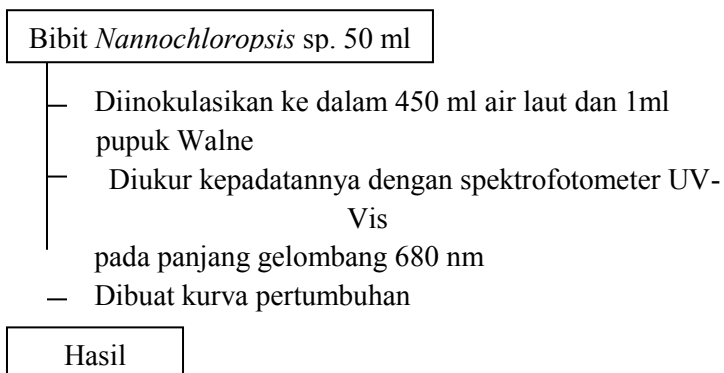 Bibit Nannochloropsis sp. 50 ml
Diinokulasikan ke dalam 450 ml air laut dan 1ml
pupuk Walne
Diukur kepadatannya dengan spektrofotometer UV-
Vis
pada panjang gelombang 680 nm
Dibuat kurva pertumbuhan
Hasil